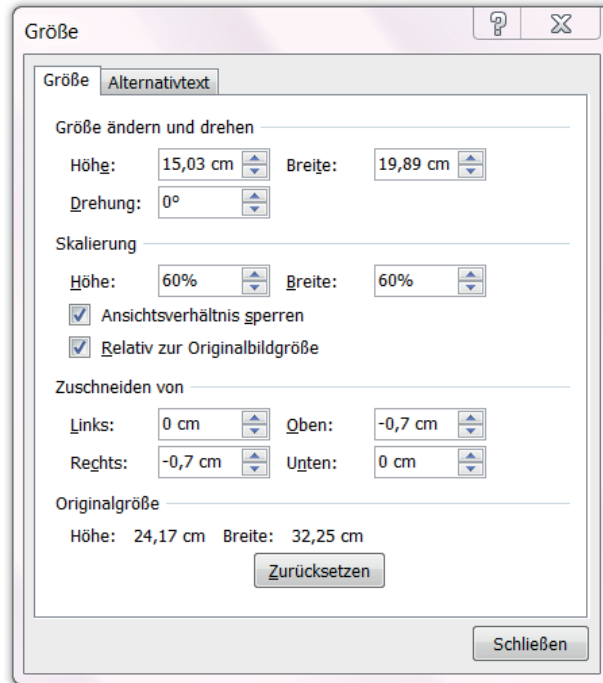 Größe
Größe Alternativtext
Größe ändern und drehen
Höhe: 15,03 cm Breite: 19,89 cm
Drehung: 0º
Skalierung
Höhe: 60% Breite: 60%
Ansichtsverhältnis sperren
Relativ zur Originalbildgröße
Zuschneiden von
Links: 0 cm Oben: -0,7 cm
Rechts: -0,7 cm Unten: 0 cm
Originalgröße
Höhe: 24,17 cm Breite: 32,25 cm
Zurücksetzen
Schließen